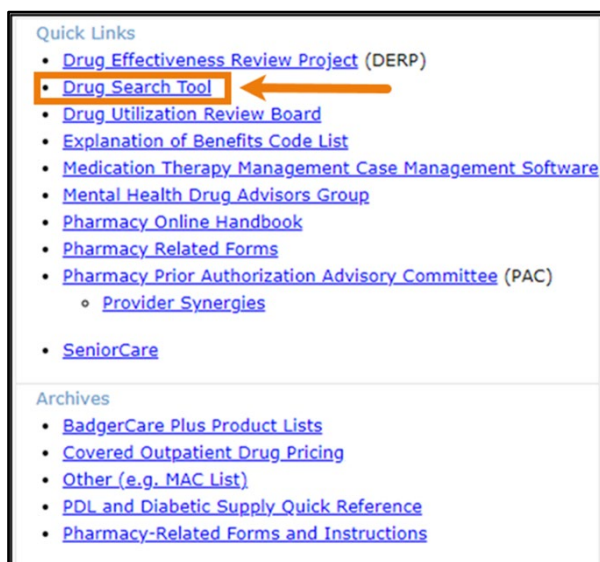 Quick Links
• Drug Effectiveness Review Project (DERP)
• Drug Search Tool
• Drug Utilization Review Board
• Explanation of Benefits Code List
• Medication Therapy Management Case Management Software
• Mental Health Drug Advisors Group
• Pharmacy Online Handbook
• Pharmacy Related Forms
• Pharmacy Prior Authorization Advisory Committee (PAC)
o Provider Synergies
• SeniorCare
Archives
• BadgerCare Plus Product Lists
• Covered Outpatient Drug Pricing
• Other (e.g. MAC List)
• PDL and Diabetic Supply Quick Reference
• Pharmacy-Related Forms and Instructions